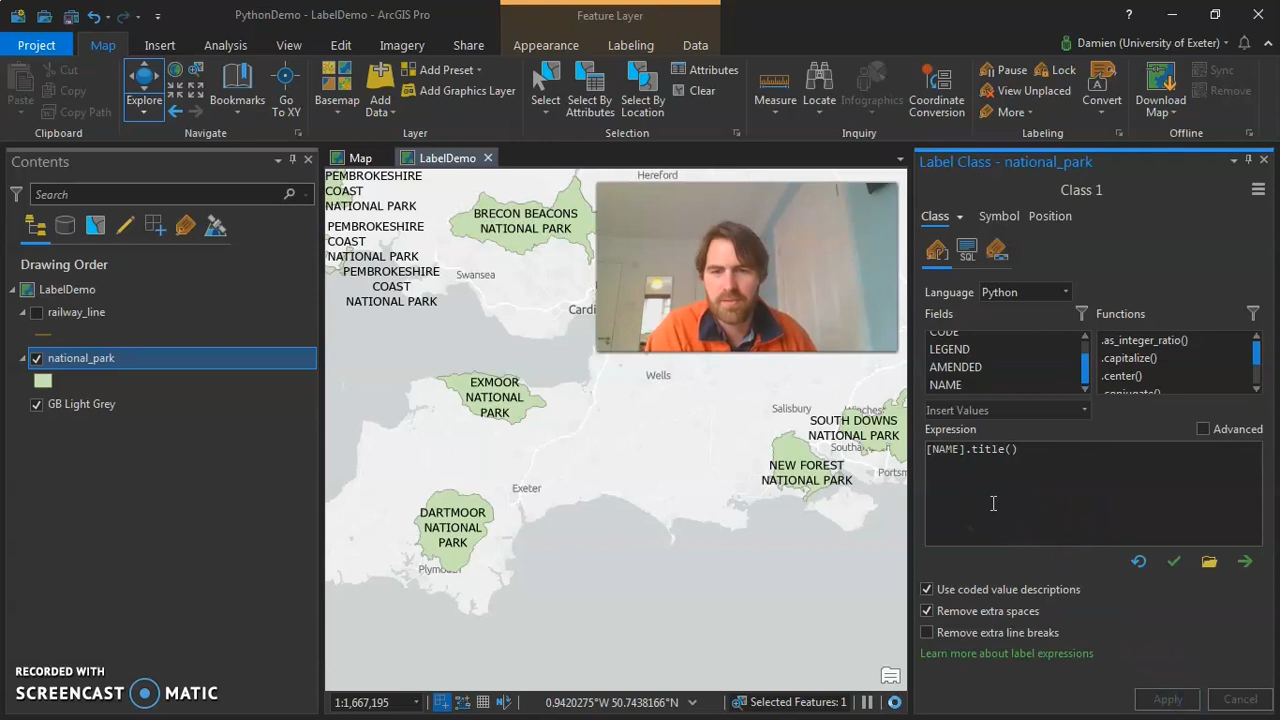 PythonDemo - LabelDemo - ArcGIS Pro
Feature Layer
Project
Map
Insert
Analysis
View
Edit
Imagery
Share
Appearance
Labeling
Data
Damien (University of Exeter)
Paste
Cut
Copy
Copy Path
Clipboard
Explore
Bookmarks
Go To XY
Navigate
Basemap
Add Data
Add Preset
Add Graphics Layer
Layer
Select
Select By Attributes
Select By Location
Attributes
Clear
Selection
Measure
Locate
Infographics
Coordinate Conversion
Inquiry
Pause
Lock
View Unplaced
More
Convert
Labeling
Download Map
Sync
Remove
Offline
Contents
Search
Drawing Order
LabelDemo
railway_line
national_park
GB Light Grey
RECORDED WITH
SCREENCAST MATIC
Map
LabelDemo
PEMBROKESHIRE
COAST
NATIONAL PARK
PEMBROKESHIRE
COAST
NATIONAL PARK
PEMBROKESHIRE
COAST
NATIONAL PARK
BRECON BEACONS
NATIONAL PARK
Hereford
Swansea
Cardi
Wells
EXMOOR
NATIONAL
PARK
Salisbury
SOUTH DOWNS
NATIONAL PARK
NEW FOREST
NATIONAL PARK
Portsm
Exeter
DARTMOOR
NATIONAL
PARK
Plymouth
1:1,667,195
0.9420275°W 50.7438166°N
Selected Features: 1
Label Class - national_park
Class 1
Class
Symbol
Position
SQL
Language Python
Fields
Functions
CODE
LEGEND
AMENDED
NAME
.as_integer_ratio()
.capitalize()
.center()
.conjugate()
Insert Values
Expression
Advanced
[NAME].title()
Use coded value descriptions
Remove extra spaces
Remove extra line breaks
Learn more about label expressions
Apply
Cancel